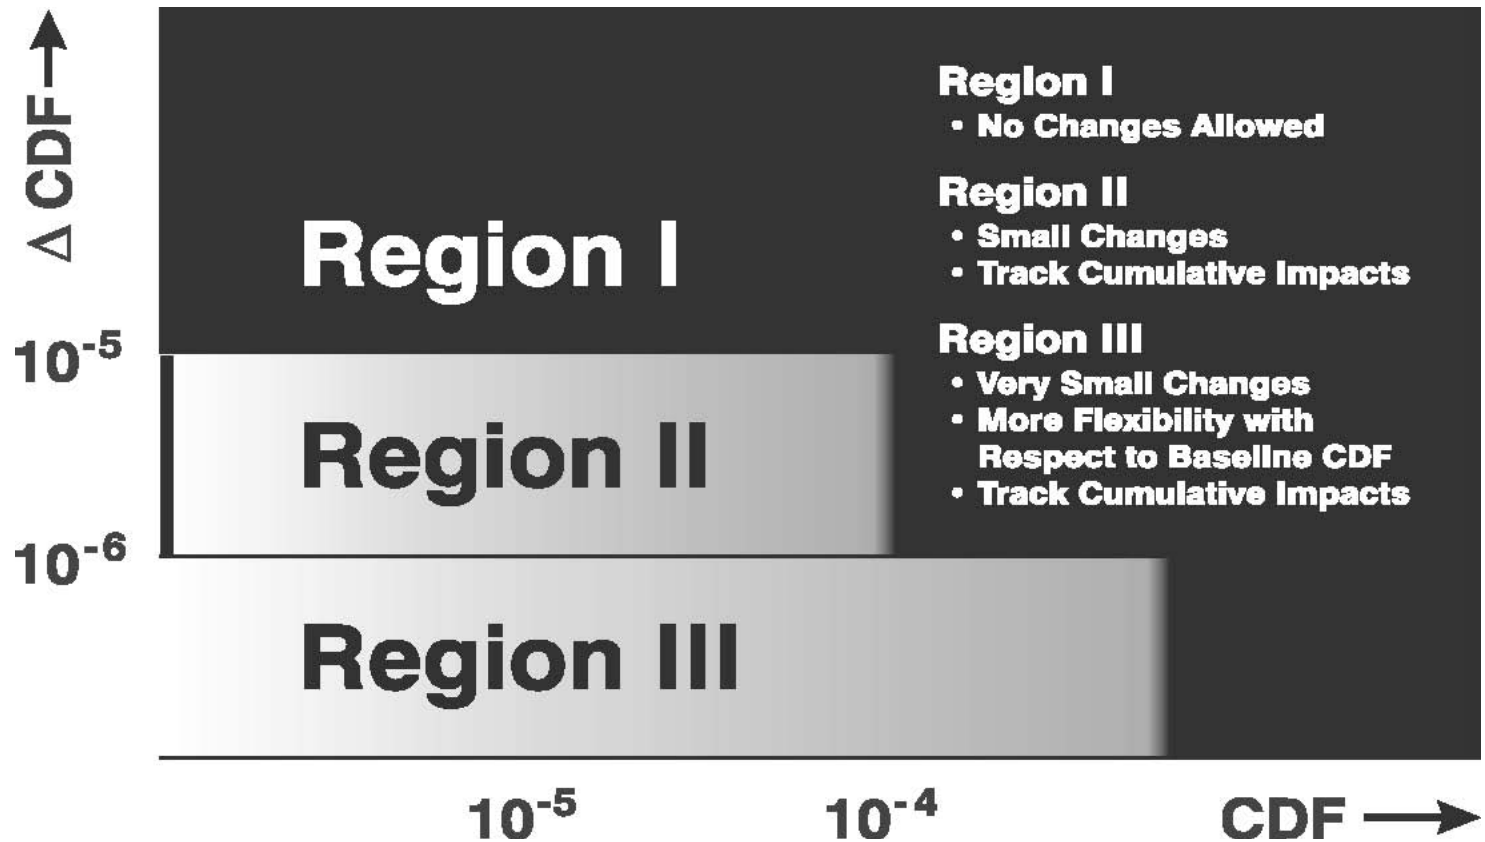 Δ CDF→
Region I
• No Changes Allowed
Region II
• Small Changes
• Track Cumulative Impacts
Region III
• Very Small Changes
• More Flexibility with
Respect to Baseline CDF
• Track Cumulative Impacts
Region I
10⁻⁵
Region II
10⁻⁶
Region III
10⁻⁵ 10⁻⁴ CDF →